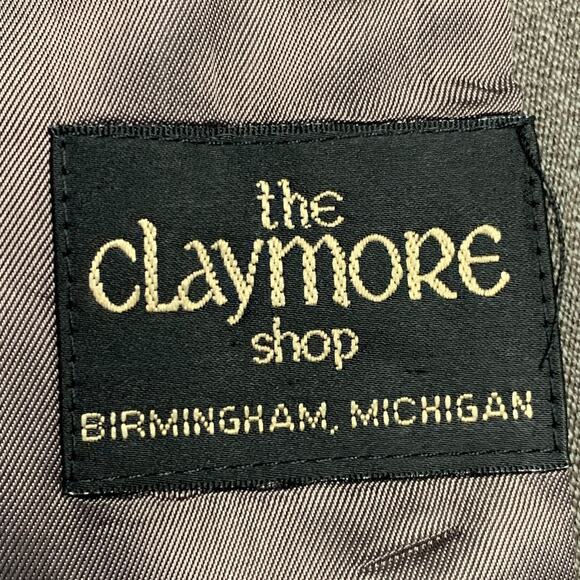 the
claymore
shop
BIRMINGHAM, MICHIGAN